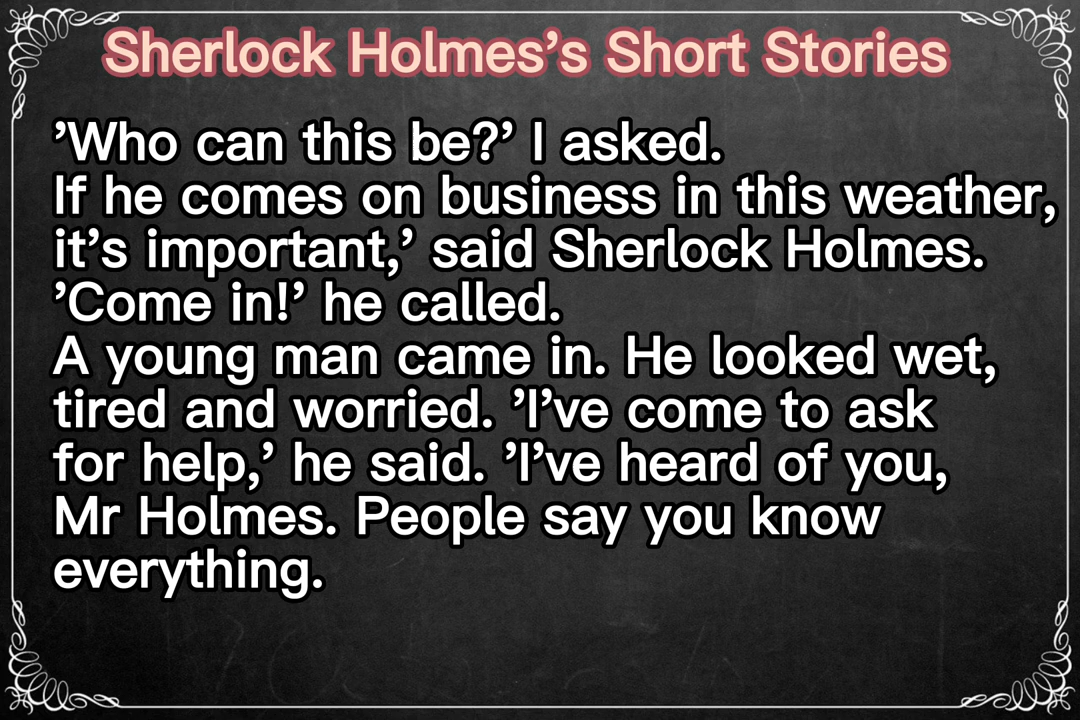 Sherlock Holmes’s Short Stories
’Who can this be?’ I asked.
If he comes on business in this weather,
it’s important,’ said Sherlock Holmes.
’Come in!’ he called.
A young man came in. He looked wet,
tired and worried. ’I’ve come to ask
for help,’ he said. ’I’ve heard of you,
Mr Holmes. People say you know
everything.